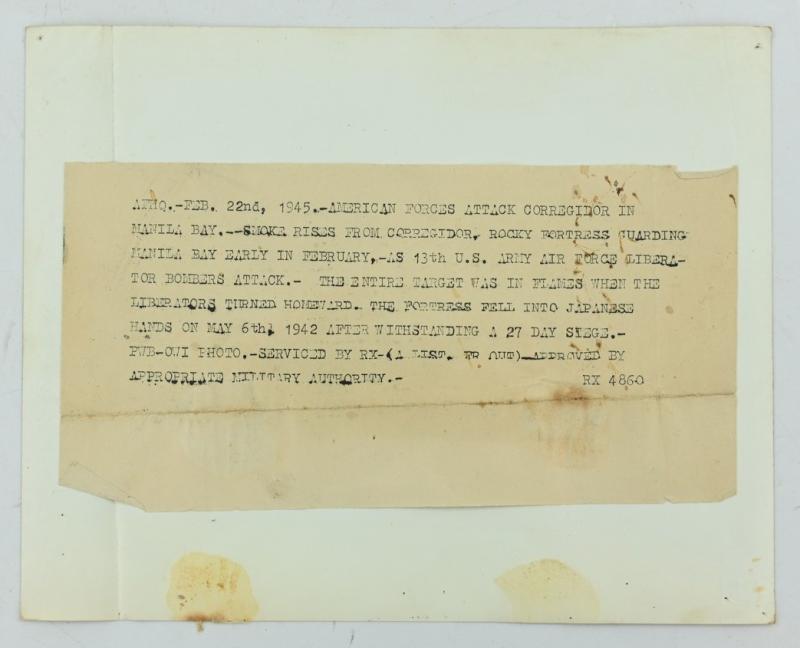 AFHQ.-FEB. 22nd, 1945.-AMERICAN FORCES ATTACK CORREGIDOR IN
MANILA BAY.--SMOKE RISES FROM CORREGIDOR, ROCKY FORTRESS GUARDING
MANILA BAY EARLY IN FEBRUARY,-AS 13th U.S. ARMY AIR FORCE LIBERA-
TOR BOMBERS ATTACK.- THE ENTIRE TARGET WAS IN FLAMES WHEN THE
LIBERATORS TURNED HOMEWARD. THE FORTRESS FELL INTO JAPANESE
HANDS ON MAY 6th, 1942 AFTER WITHSTANDING A 27 DAY SIEGE.-
PWB-OWI PHOTO.-SERVICED BY RX-(A LIST. OUT)-APPROVED BY
APPROPRIATE MILITARY AUTHORITY.- RX 4860